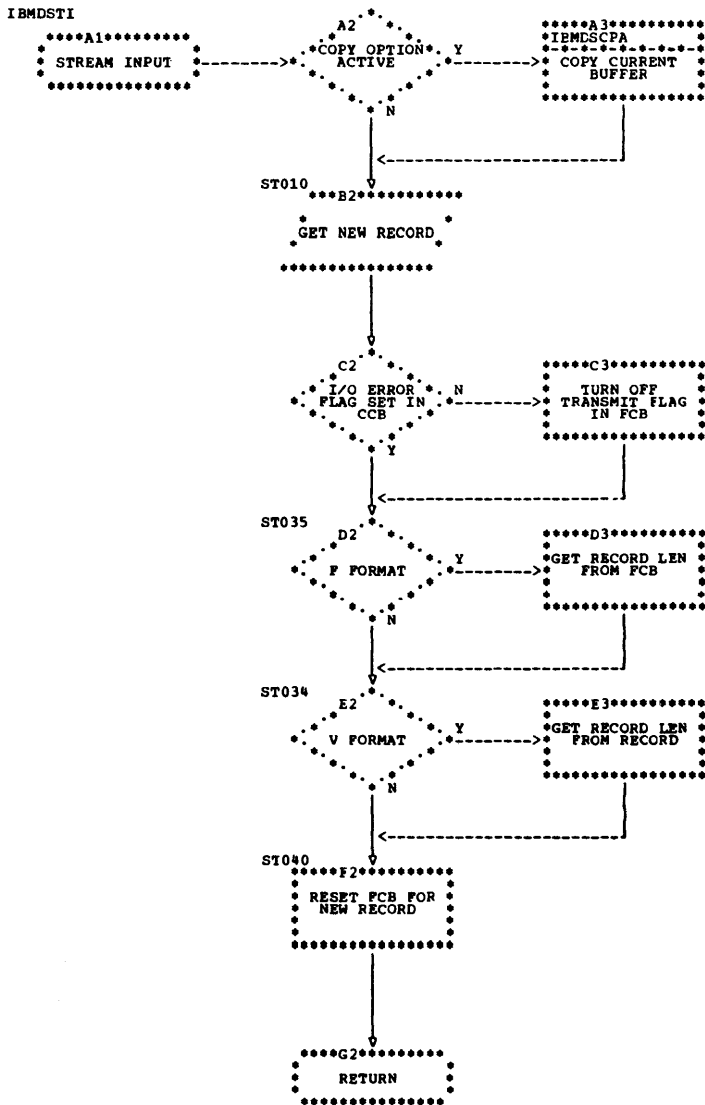 IBMDSTI
A1
STREAM INPUT
A2
COPY OPTION
ACTIVE
Y
N
A3
IBMDSCPA
COPY CURRENT
BUFFER
ST010
B2
GET NEW RECORD
C2
I/O ERROR
FLAG SET IN
CCB
N
Y
C3
TURN OFF
TRANSMIT FLAG
IN FCB
ST035
D2
F FORMAT
Y
N
D3
GET RECORD LEN
FROM FCB
ST034
E2
V FORMAT
Y
N
E3
GET RECORD LEN
FROM RECORD
ST040
F2
RESET FCB FOR
NEW RECORD
G2
RETURN